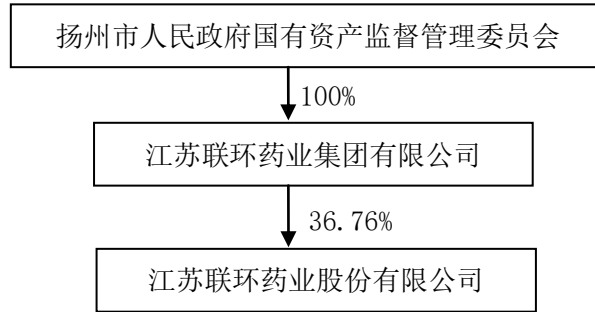 扬州市人民政府国有资产监督管理委员会
100%
江苏联环药业集团有限公司
36.76%
江苏联环药业股份有限公司